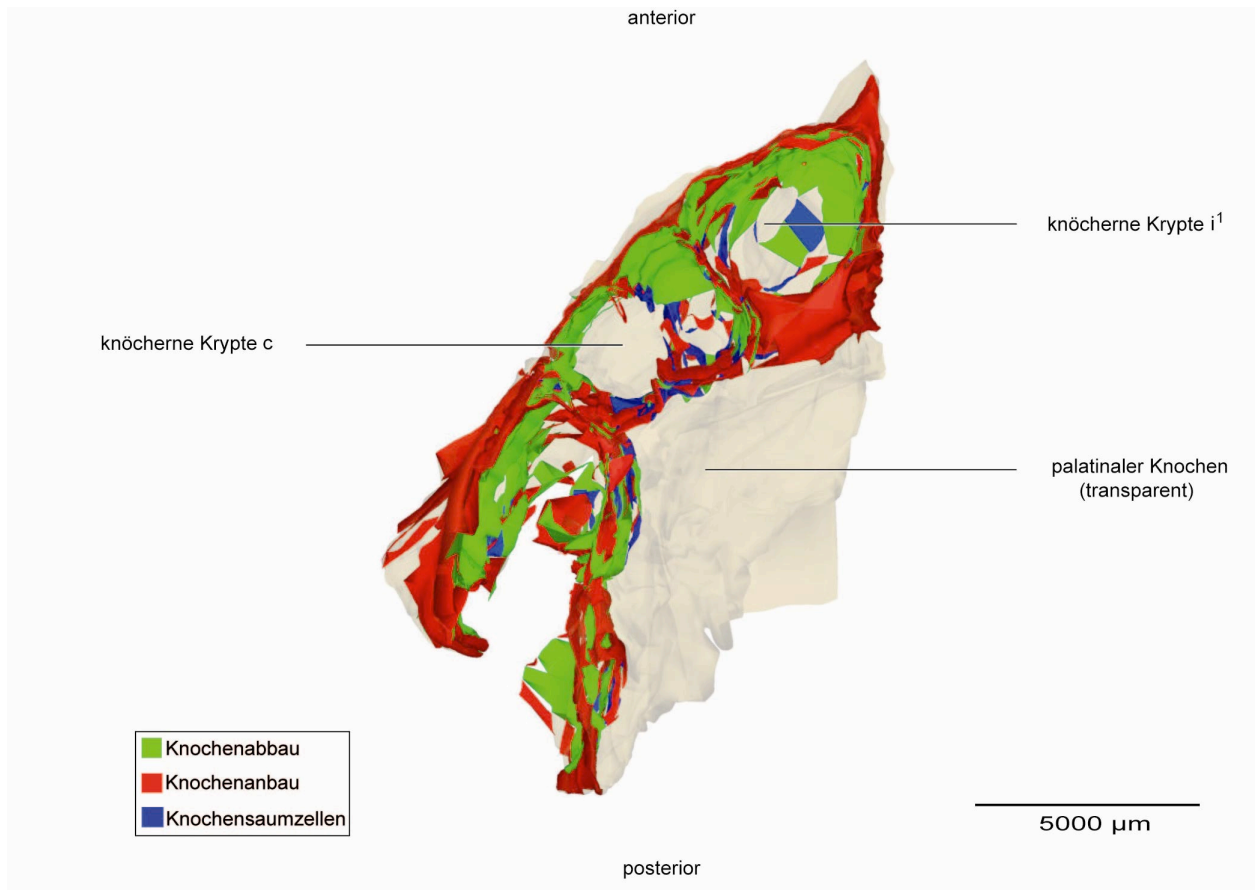 anterior
knöcherne Krypte i¹
knöcherne Krypte c
palatinaler Knochen
(transparent)
Knochenabbau
Knochenanbau
Knochensaumzellen
5000 µm
posterior